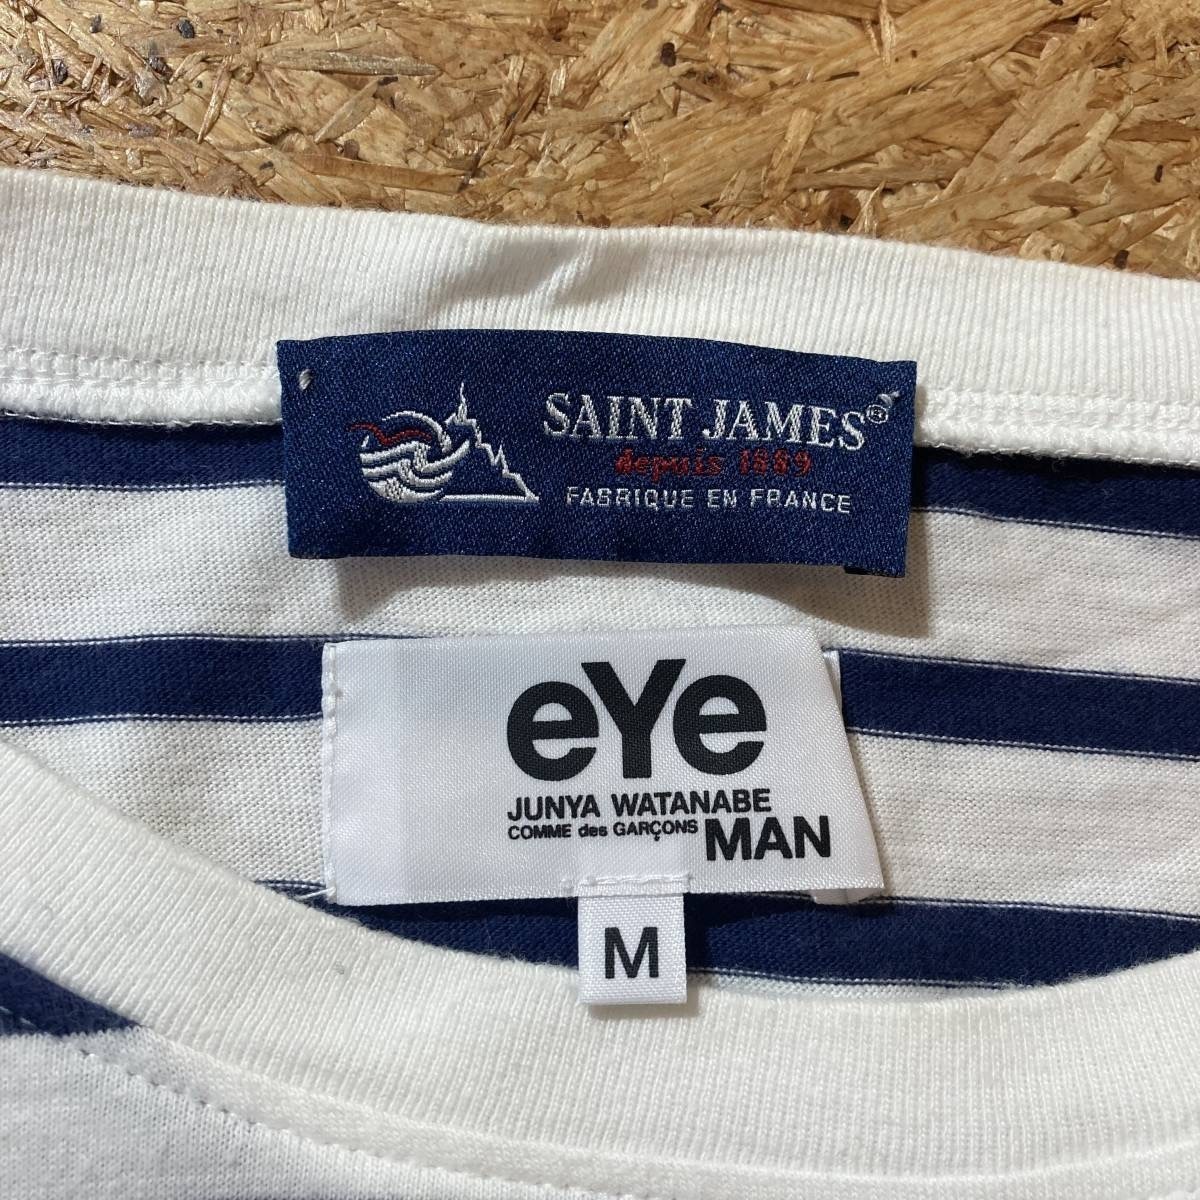 SAINT JAMES®
depuis 1889
FABRIQUE EN FRANCE
eYe
JUNYA WATANABE
COMME des GARÇONS MAN
M